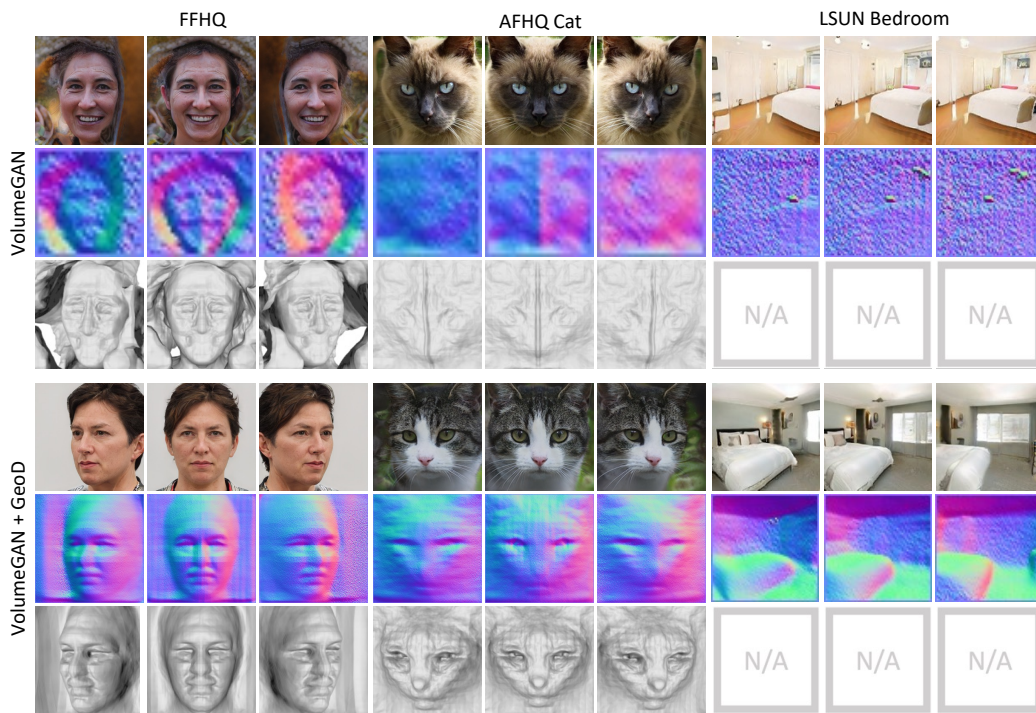 FFHQ
AFHQ Cat
LSUN Bedroom
VolumeGAN
N/A
N/A
N/A
VolumeGAN + GeoD
N/A
N/A
N/A